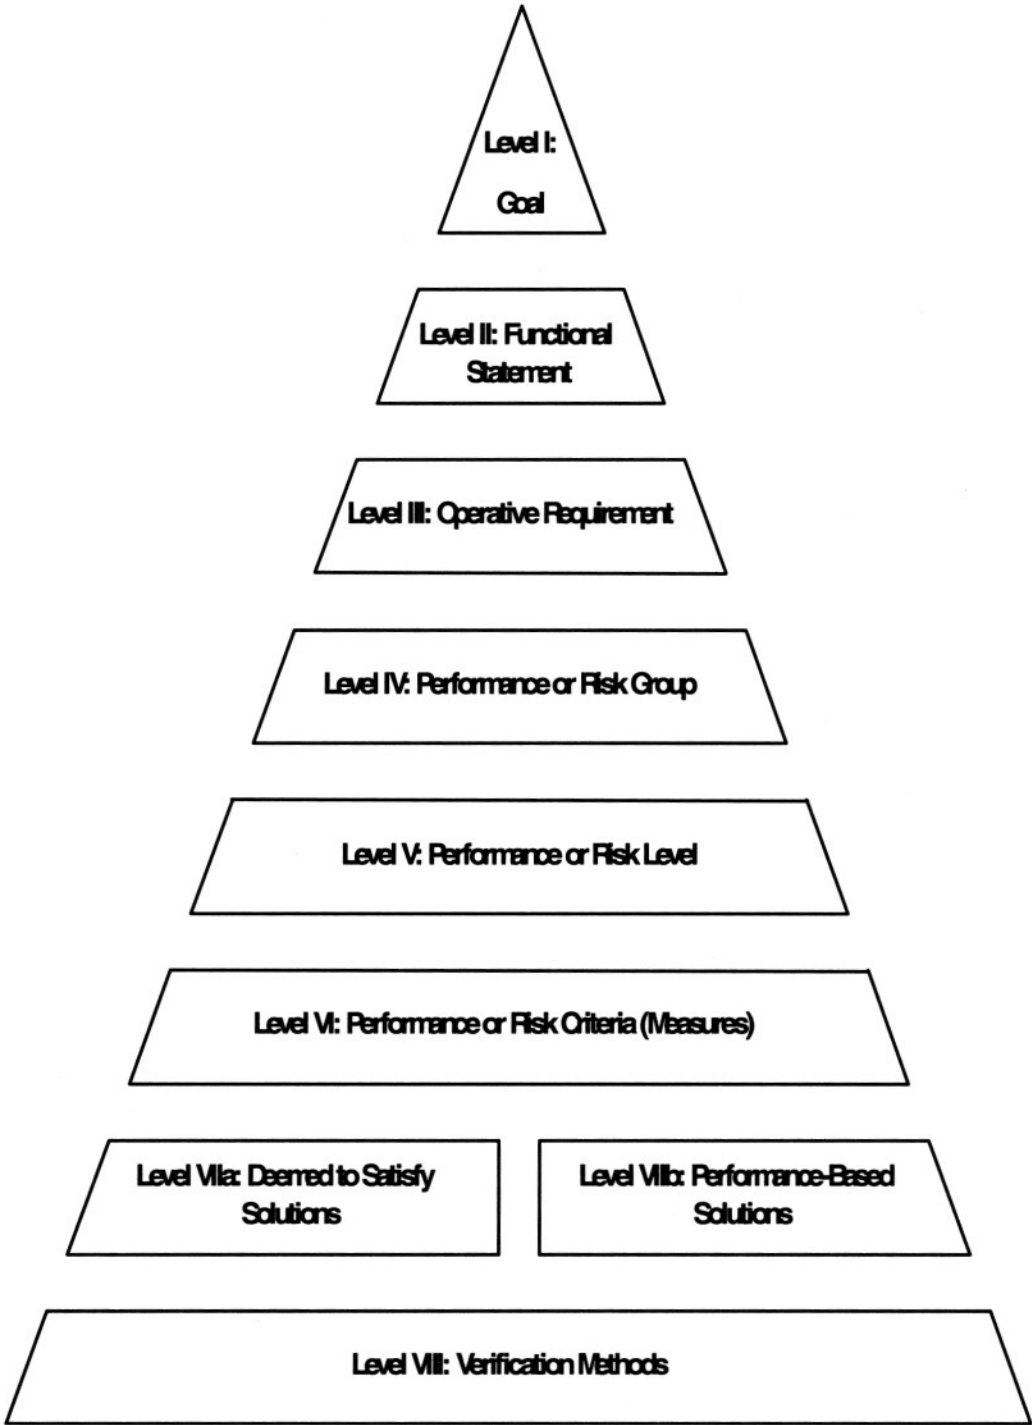 Level I:
Goal
Level II: Functional
Statement
Level III: Operative Requirement
Level IV: Performance or Risk Group
Level V: Performance or Risk Level
Level VI: Performance or Risk Criteria (Measures)
Level VIIa: Deemed to Satisfy
Solutions
Level VIIb: Performance-Based
Solutions
Level VIII: Verification Methods